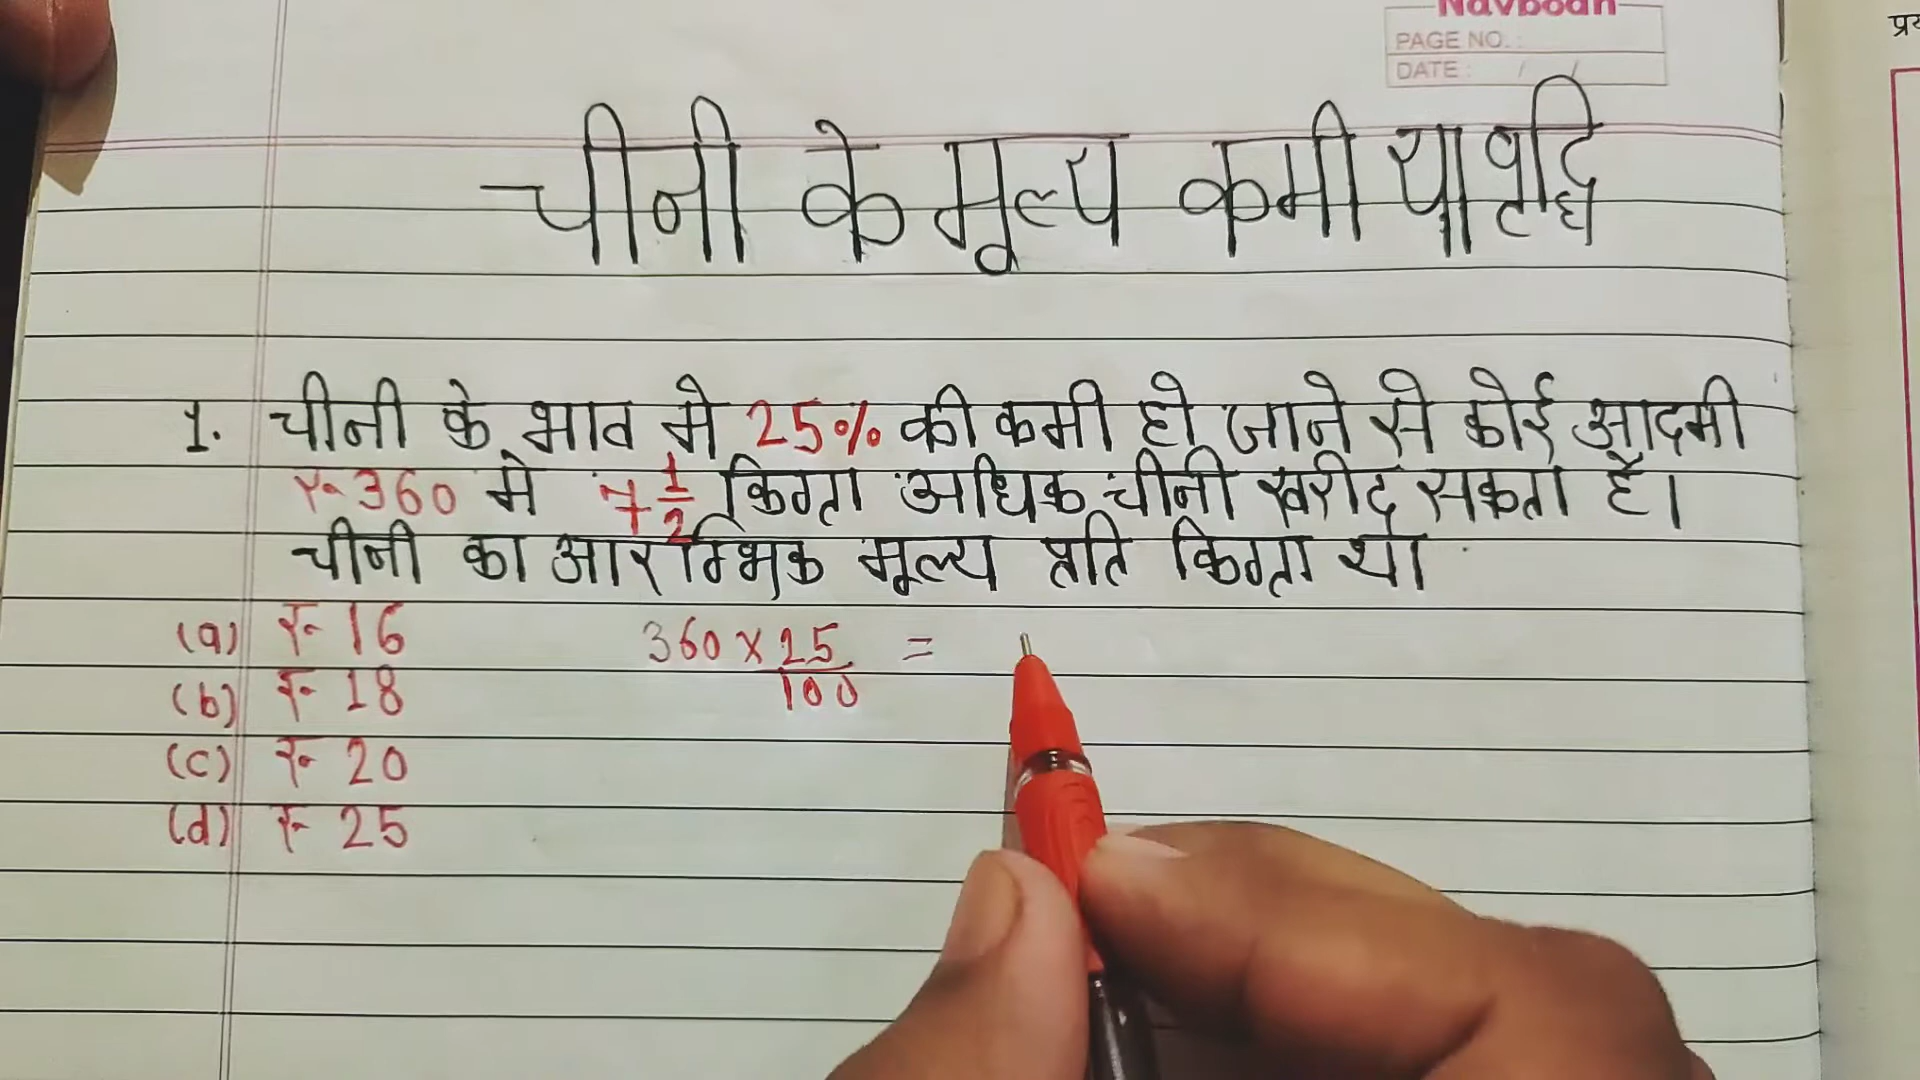 Navbodh
PAGE NO. :
DATE : / /
चीनी के मूल्य कमी या वृद्धि
1. चीनी के भाव मे 25% की कमी हो जाने से कोई आदमी
रु 360 मे 7 1/2 किग्रा अधिक चीनी खरीद सकता है।
चीनी का आरम्भिक मूल्य प्रति किग्रा था
(a) रु 16
360 × 25/100 =
(b) रु 18
(c) रु 20
(d) रु 25